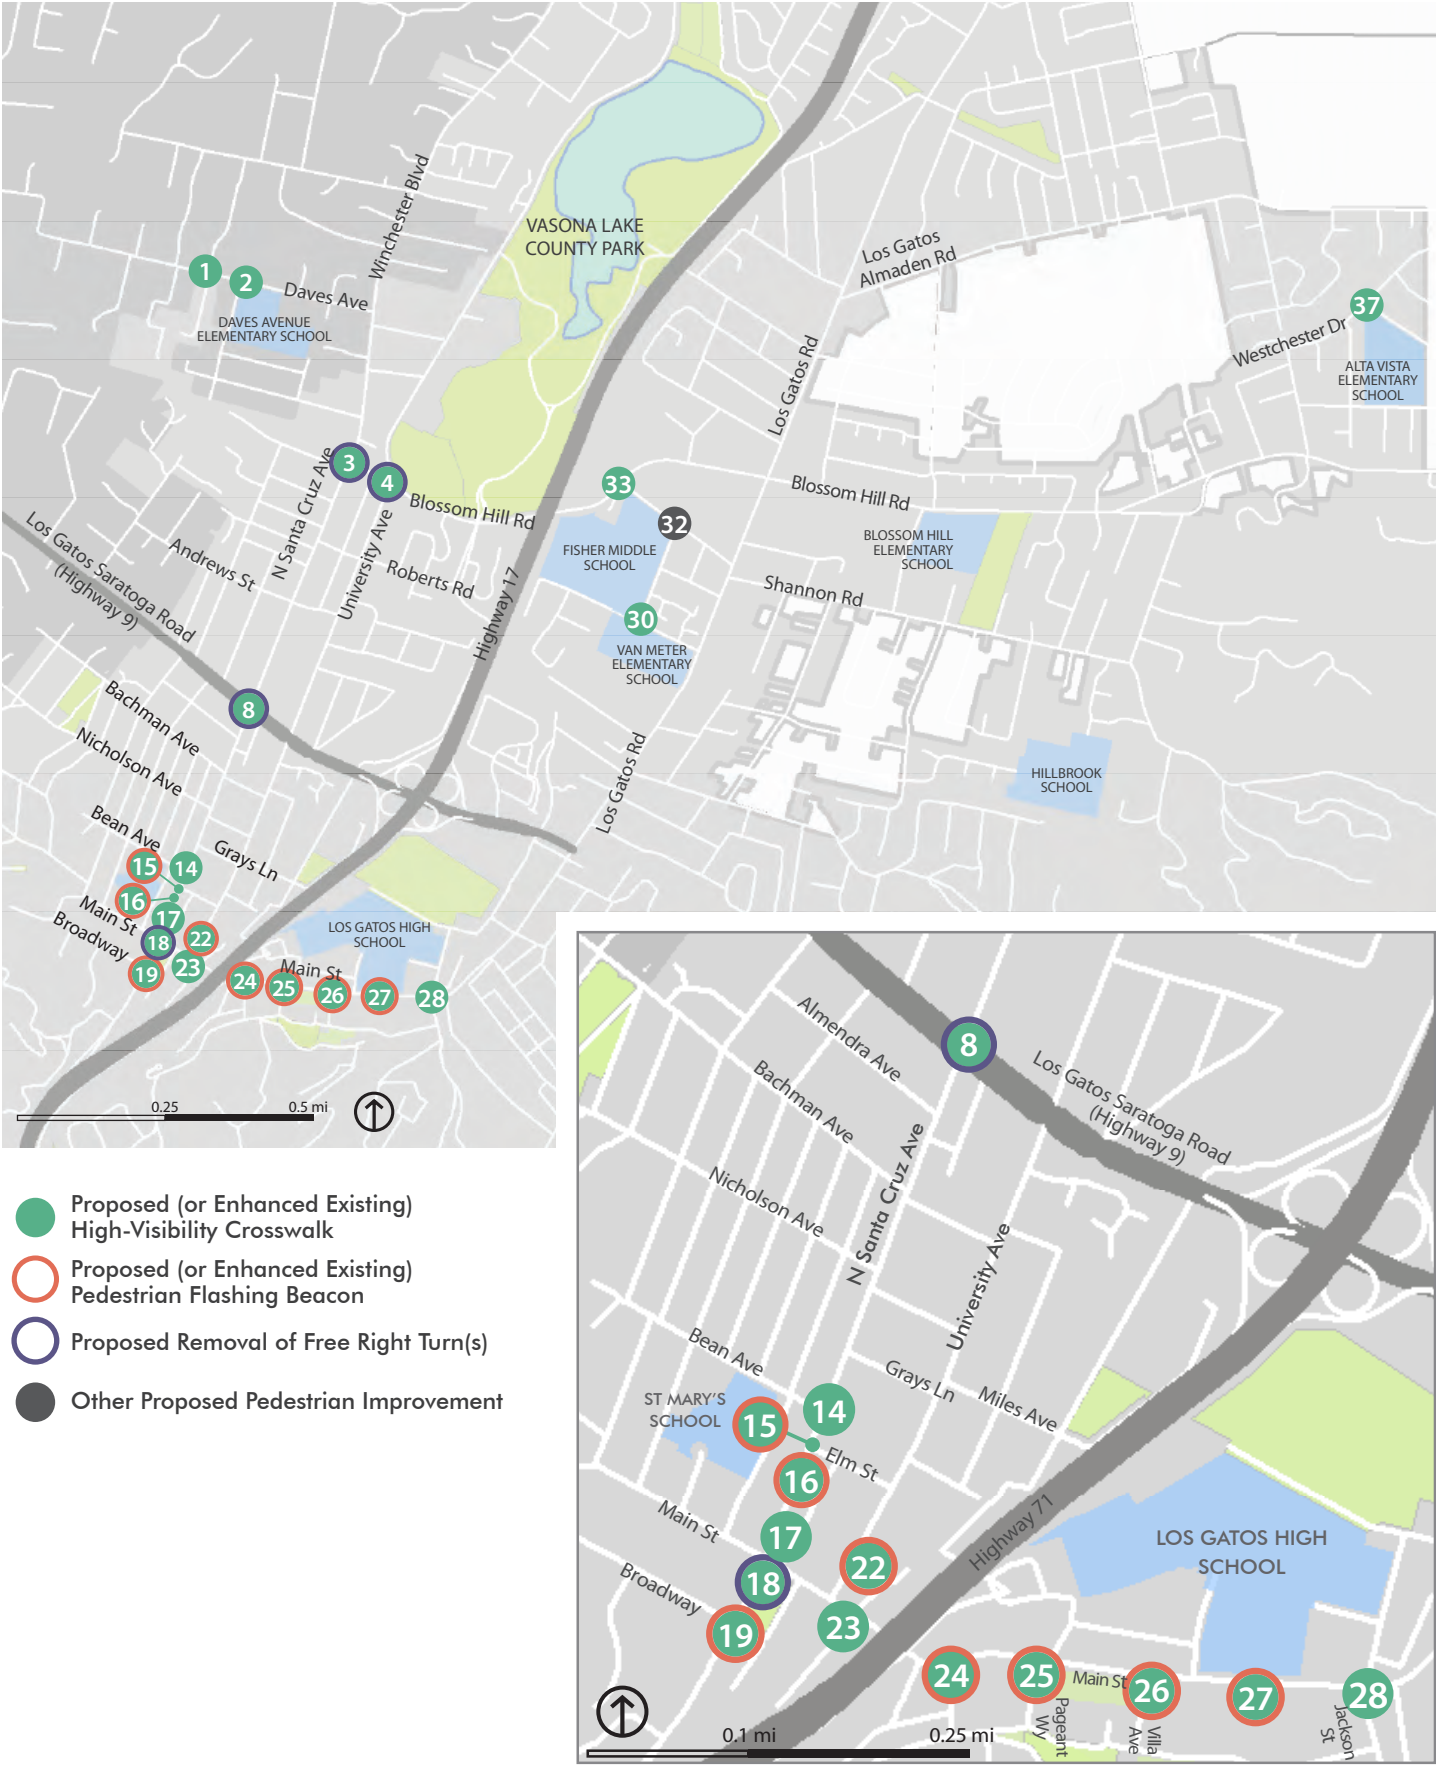 VASONA LAKE
COUNTY PARK
Winchester Blvd
Los Gatos
Almaden Rd
1
2
Daves Ave
DAVES AVENUE
ELEMENTARY SCHOOL
37
Westchester Dr
ALTA VISTA
ELEMENTARY
SCHOOL
Los Gatos Rd
3
4
N Santa Cruz Ave
University Ave
Blossom Hill Rd
33
32
Blossom Hill Rd
FISHER MIDDLE
SCHOOL
BLOSSOM HILL
ELEMENTARY
SCHOOL
Los Gatos Saratoga Road
(Highway 9)
Andrews St
Roberts Rd
Highway 17
Shannon Rd
30
VAN METER
ELEMENTARY
SCHOOL
8
Bachman Ave
Nicholson Ave
Los Gatos Rd
HILLBROOK
SCHOOL
Bean Ave
Grays Ln
15
14
16
17
Main St
Broadway
18
22
19
23
LOS GATOS HIGH
SCHOOL
Main St
24
25
26
27
28
0.25
0.5 mi
Proposed (or Enhanced Existing)
High-Visibility Crosswalk
Proposed (or Enhanced Existing)
Pedestrian Flashing Beacon
Proposed Removal of Free Right Turn(s)
Other Proposed Pedestrian Improvement
Almendra Ave
8
Los Gatos Saratoga Road
(Highway 9)
Bachman Ave
N Santa Cruz Ave
Nicholson Ave
University Ave
Bean Ave
Grays Ln
Miles Ave
ST MARY'S
SCHOOL
15
14
Elm St
16
Main St
17
Highway 71
LOS GATOS HIGH
SCHOOL
18
22
Broadway
19
23
24
25
Main St
26
27
28
Pageant
Wy
Villa
Ave
Jackson
St
0.1 mi
0.25 mi